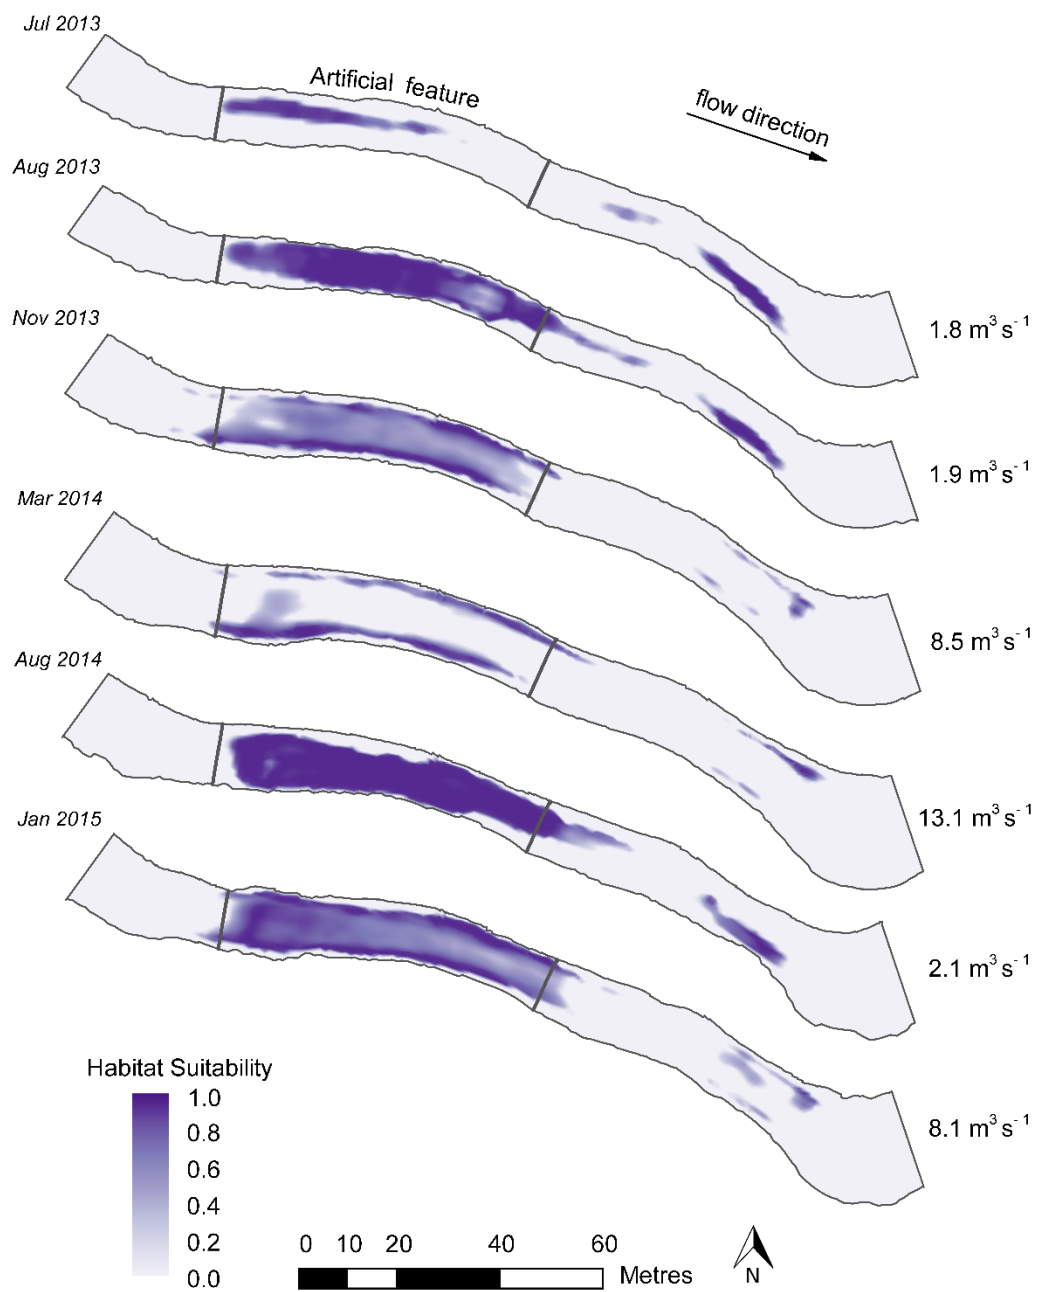 Jul 2013
Artificial feature
flow direction
Aug 2013
1.8 m³ s⁻¹
Nov 2013
1.9 m³ s⁻¹
Mar 2014
8.5 m³ s⁻¹
Aug 2014
13.1 m³ s⁻¹
Jan 2015
2.1 m³ s⁻¹
8.1 m³ s⁻¹
Habitat Suitability
1.0
0.8
0.6
0.4
0.2
0.0
0 10 20 40 60
Metres
N